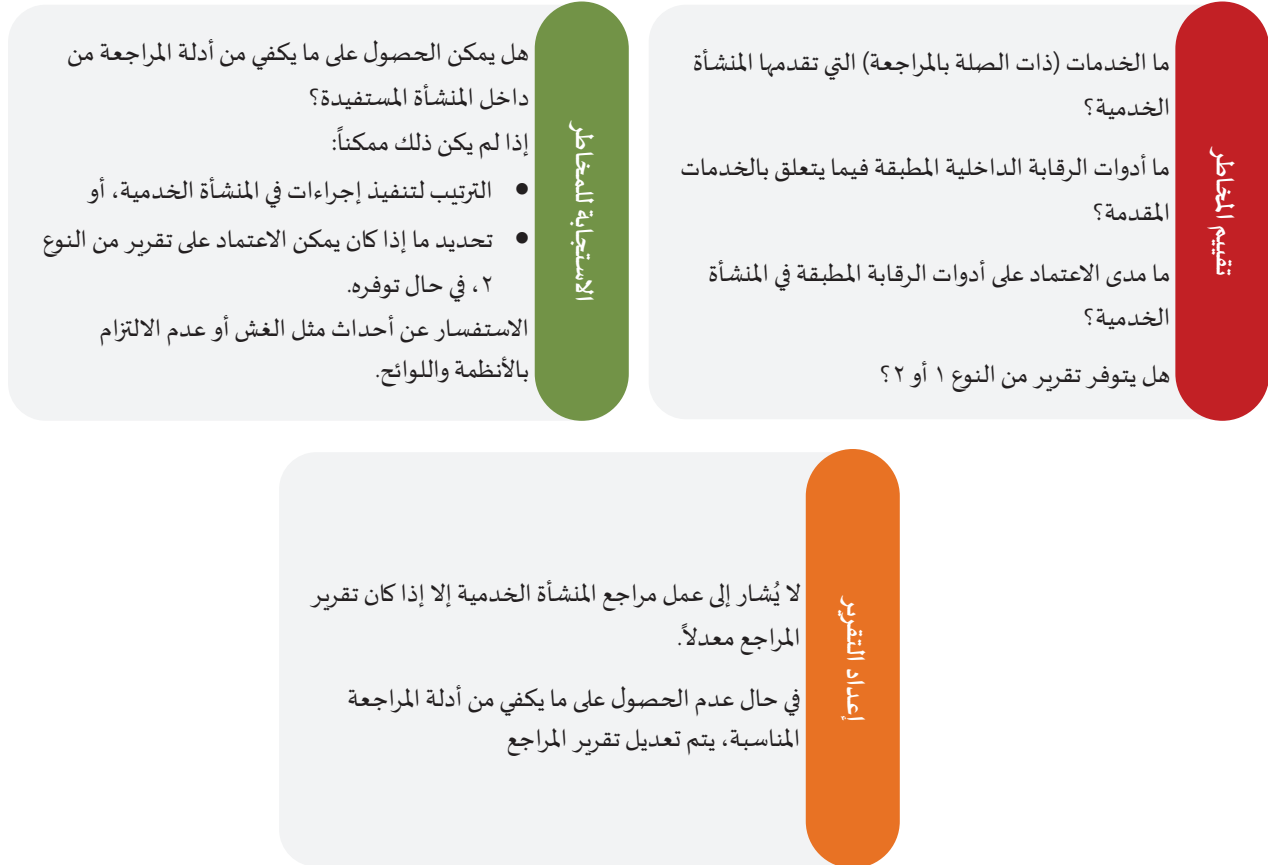 تقييم المخاطر
ما الخدمات (ذات الصلة بالمراجعة) التي تقدمها المنشأة
الخدمية؟
ما أدوات الرقابة الداخلية المطبقة فيما يتعلق بالخدمات
المقدمة؟
ما مدى الاعتماد على أدوات الرقابة المطبقة في المنشأة
الخدمية؟
هل يتوفر تقرير من النوع ١ أو ٢؟
الاستجابة للمخاطر
هل يمكن الحصول على ما يكفي من أدلة المراجعة من
داخل المنشأة المستفيدة؟
إذا لم يكن ذلك ممكناً:
• الترتيب لتنفيذ إجراءات في المنشأة الخدمية، أو
• تحديد ما إذا كان يمكن الاعتماد على تقرير من النوع
٢، في حال توفره.
الاستفسار عن أحداث مثل الغش أو عدم الالتزام
بالأنظمة واللوائح.
إعداد التقرير
لا يُشار إلى عمل مراجع المنشأة الخدمية إلا إذا كان تقرير
المراجع معدلاً.
في حال عدم الحصول على ما يكفي من أدلة المراجعة
المناسبة، يتم تعديل تقرير المراجع